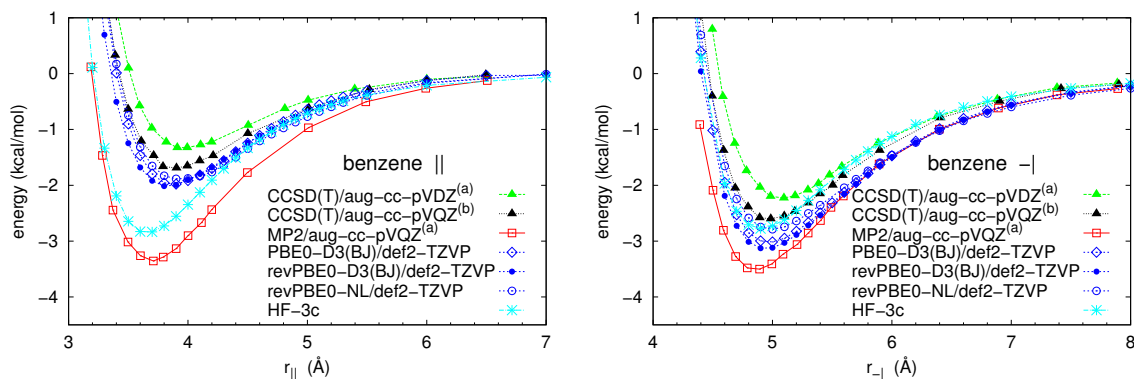 1
0
−1
−2
−3
−4
energy (kcal/mol)
3 4 5 6 7
r|| (Å)
benzene ||
CCSD(T)/aug−cc−pVDZ(a)
CCSD(T)/aug−cc−pVQZ(b)
MP2/aug−cc−pVQZ(a)
PBE0−D3(BJ)/def2−TZVP
revPBE0−D3(BJ)/def2−TZVP
revPBE0−NL/def2−TZVP
HF−3c
1
0
−1
−2
−3
−4
energy (kcal/mol)
4 5 6 7 8
r−| (Å)
benzene −|
CCSD(T)/aug−cc−pVDZ(a)
CCSD(T)/aug−cc−pVQZ(b)
MP2/aug−cc−pVQZ(a)
PBE0−D3(BJ)/def2−TZVP
revPBE0−D3(BJ)/def2−TZVP
revPBE0−NL/def2−TZVP
HF−3c